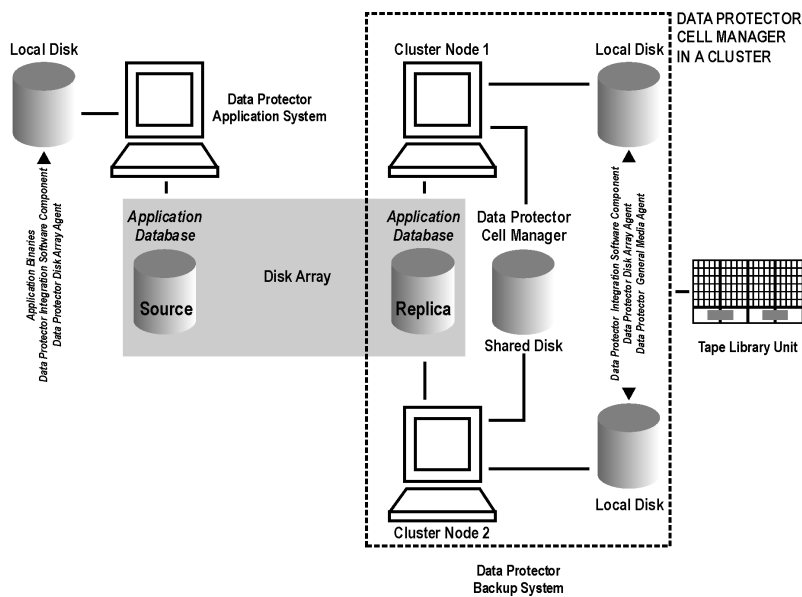 DATA PROTECTOR
CELL MANAGER
IN A CLUSTER
Local Disk
Cluster Node 1
Local Disk
Data Protector
Application System
Application Binaries
Data Protector Integration Software Component
Data Protector Disk Array Agent
Application
Database
Disk Array
Application
Database
Data Protector
Cell Manager
Source
Replica
Shared Disk
Data Protector Integration Software Component
Data Protector Disk Array Agent
Data Protector General Media Agent
Tape Library Unit
Local Disk
Cluster Node 2
Data Protector
Backup System